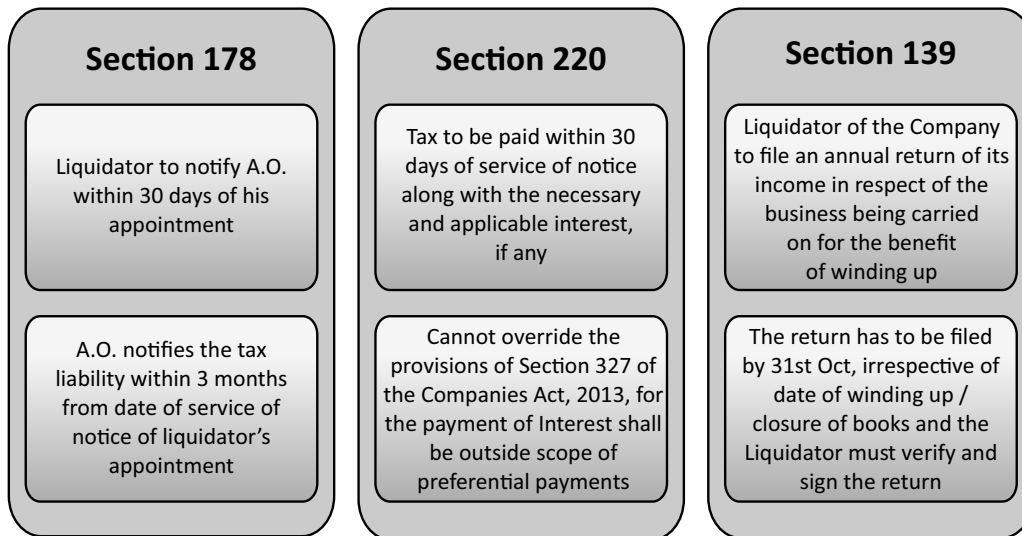 Section 178
Liquidator to notify A.O.
within 30 days of his
appointment
A.O. notifies the tax
liability within 3 months
from date of service of
notice of liquidator’s
appointment
Section 220
Tax to be paid within 30
days of service of notice
along with the necessary
and applicable interest,
if any
Cannot override the
provisions of Section 327 of
the Companies Act, 2013, for
the payment of Interest shall
be outside scope of
preferential payments
Section 139
Liquidator of the Company
to file an annual return of its
income in respect of the
business being carried
on for the benefit
of winding up
The return has to be filed
by 31st Oct, irrespective of
date of winding up /
closure of books and the
Liquidator must verify and
sign the return